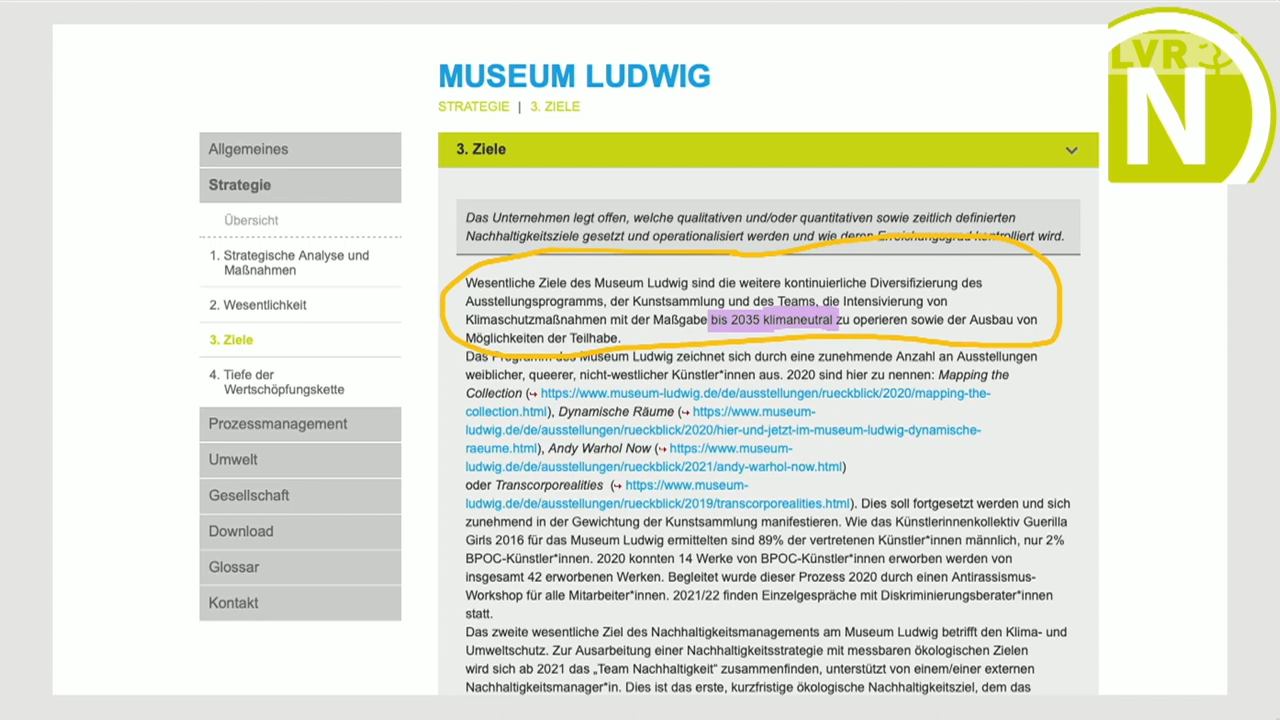 LVR
N
MUSEUM LUDWIG
STRATEGIE | 3. ZIELE
Allgemeines
Strategie
Übersicht
1. Strategische Analyse und
Maßnahmen
2. Wesentlichkeit
3. Ziele
4. Tiefe der
Wertschöpfungskette
Prozessmanagement
Umwelt
Gesellschaft
Download
Glossar
Kontakt
3. Ziele
Das Unternehmen legt offen, welche qualitativen und/oder quantitativen sowie zeitlich definierten
Nachhaltigkeitsziele gesetzt und operationalisiert werden und wie deren Erreichungsgrad kontrolliert wird.
Wesentliche Ziele des Museum Ludwig sind die weitere kontinuierliche Diversifizierung des
Ausstellungsprogramms, der Kunstsammlung und des Teams, die Intensivierung von
Klimaschutzmaßnahmen mit der Maßgabe bis 2035 klimaneutral zu operieren sowie der Ausbau von
Möglichkeiten der Teilhabe.
Das Programm des Museum Ludwig zeichnet sich durch eine zunehmende Anzahl an Ausstellungen
weiblicher, queerer, nicht-westlicher Künstler*innen aus. 2020 sind hier zu nennen: Mapping the
Collection (↪ https://www.museum-ludwig.de/de/ausstellungen/rueckblick/2020/mapping-the-
collection.html), Dynamische Räume (↪ https://www.museum-
ludwig.de/de/ausstellungen/rueckblick/2020/hier-und-jetzt-im-museum-ludwig-dynamische-
raeume.html), Andy Warhol Now (↪ https://www.museum-
ludwig.de/de/ausstellungen/rueckblick/2021/andy-warhol-now.html)
oder Transcorporealities (↪ https://www.museum-
ludwig.de/de/ausstellungen/rueckblick/2019/transcorporealities.html). Dies soll fortgesetzt werden und sich
zunehmend in der Gewichtung der Kunstsammlung manifestieren. Wie das Künstlerinnenkollektiv Guerilla
Girls 2016 für das Museum Ludwig ermittelten sind 89% der vertretenen Künstler*innen männlich, nur 2%
BPOC-Künstler*innen. 2020 konnten 14 Werke von BPOC-Künstler*innen erworben werden von
insgesamt 42 erworbenen Werken. Begleitet wurde dieser Prozess 2020 durch einen Antirassismus-
Workshop für alle Mitarbeiter*innen. 2021/22 finden Einzelgespräche mit Diskriminierungsberater*innen
statt.
Das zweite wesentliche Ziel des Nachhaltigkeitsmanagements am Museum Ludwig betrifft den Klima- und
Umweltschutz. Zur Ausarbeitung einer Nachhaltigkeitsstrategie mit messbaren ökologischen Zielen
wird sich ab 2021 das „Team Nachhaltigkeit“ zusammenfinden, unterstützt von einem/einer externen
Nachhaltigkeitsmanager*in. Dies ist das erste, kurzfristige ökologische Nachhaltigkeitsziel, dem das